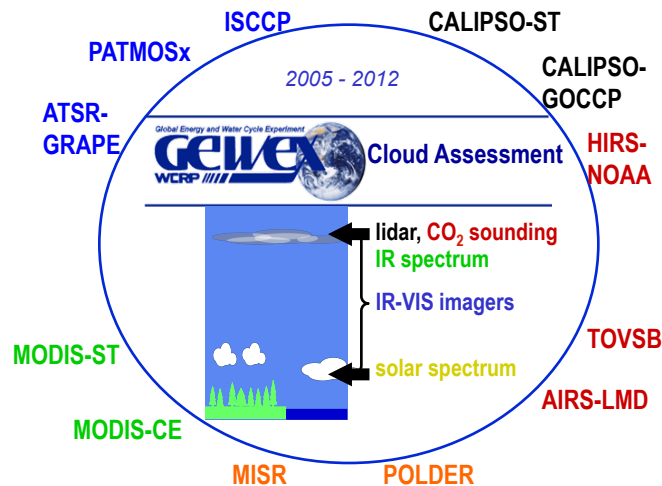 ISCCP
CALIPSO-ST
PATMOSx
2005 - 2012
CALIPSO-
GOCCP
ATSR-
GRAPE
Global Energy and Water Cycle Experiment
GEWEX
WCRP
Cloud Assessment
HIRS-
NOAA
lidar, CO2 sounding
IR spectrum
IR-VIS imagers
TOVSB
MODIS-ST
solar spectrum
AIRS-LMD
MODIS-CE
MISR
POLDER